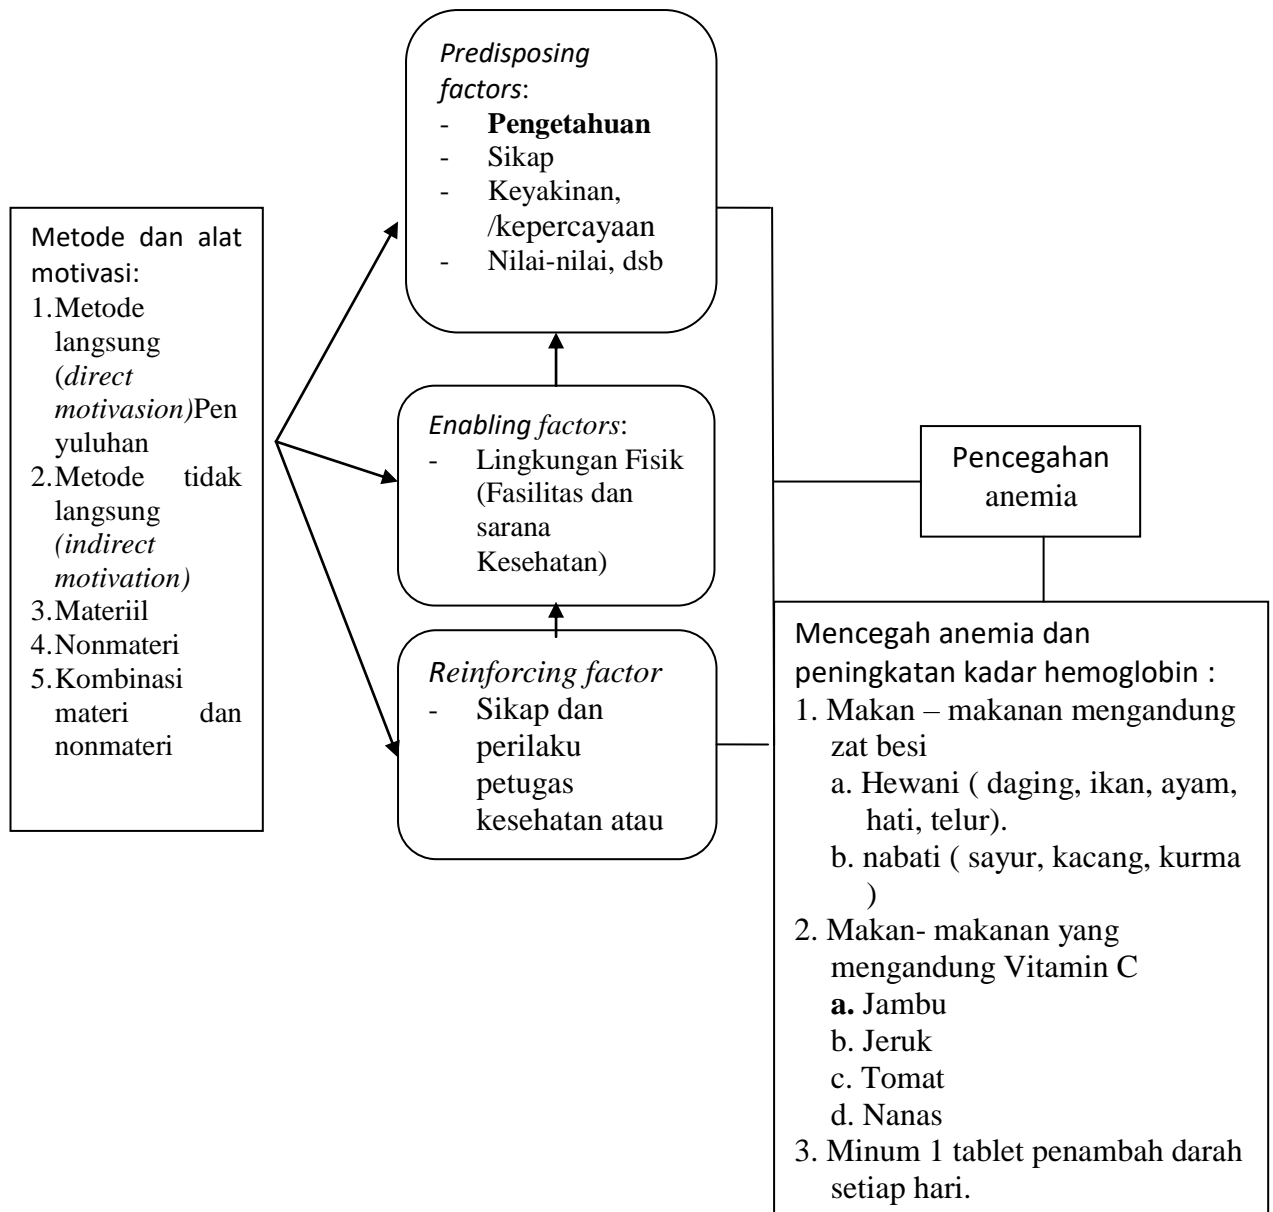 Predisposing
factors:
- Pengetahuan
- Sikap
- Keyakinan,
/kepercayaan
- Nilai-nilai, dsb
Metode dan alat
motivasi:
1.Metode
langsung
(direct
motivasion)Pen
yuluhan
2.Metode tidak
langsung
(indirect
motivation)
3.Materiil
4.Nonmateri
5.Kombinasi
materi dan
nonmateri
Enabling factors:
- Lingkungan Fisik
(Fasilitas dan
sarana
Kesehatan)
Reinforcing factor
- Sikap dan
perilaku
petugas
kesehatan atau
Pencegahan
anemia
Mencegah anemia dan
peningkatan kadar hemoglobin :
1. Makan – makanan mengandung
zat besi
a. Hewani ( daging, ikan, ayam,
hati, telur).
b. nabati ( sayur, kacang, kurma
)
2. Makan- makanan yang
mengandung Vitamin C
a. Jambu
b. Jeruk
c. Tomat
d. Nanas
3. Minum 1 tablet penambah darah
setiap hari.